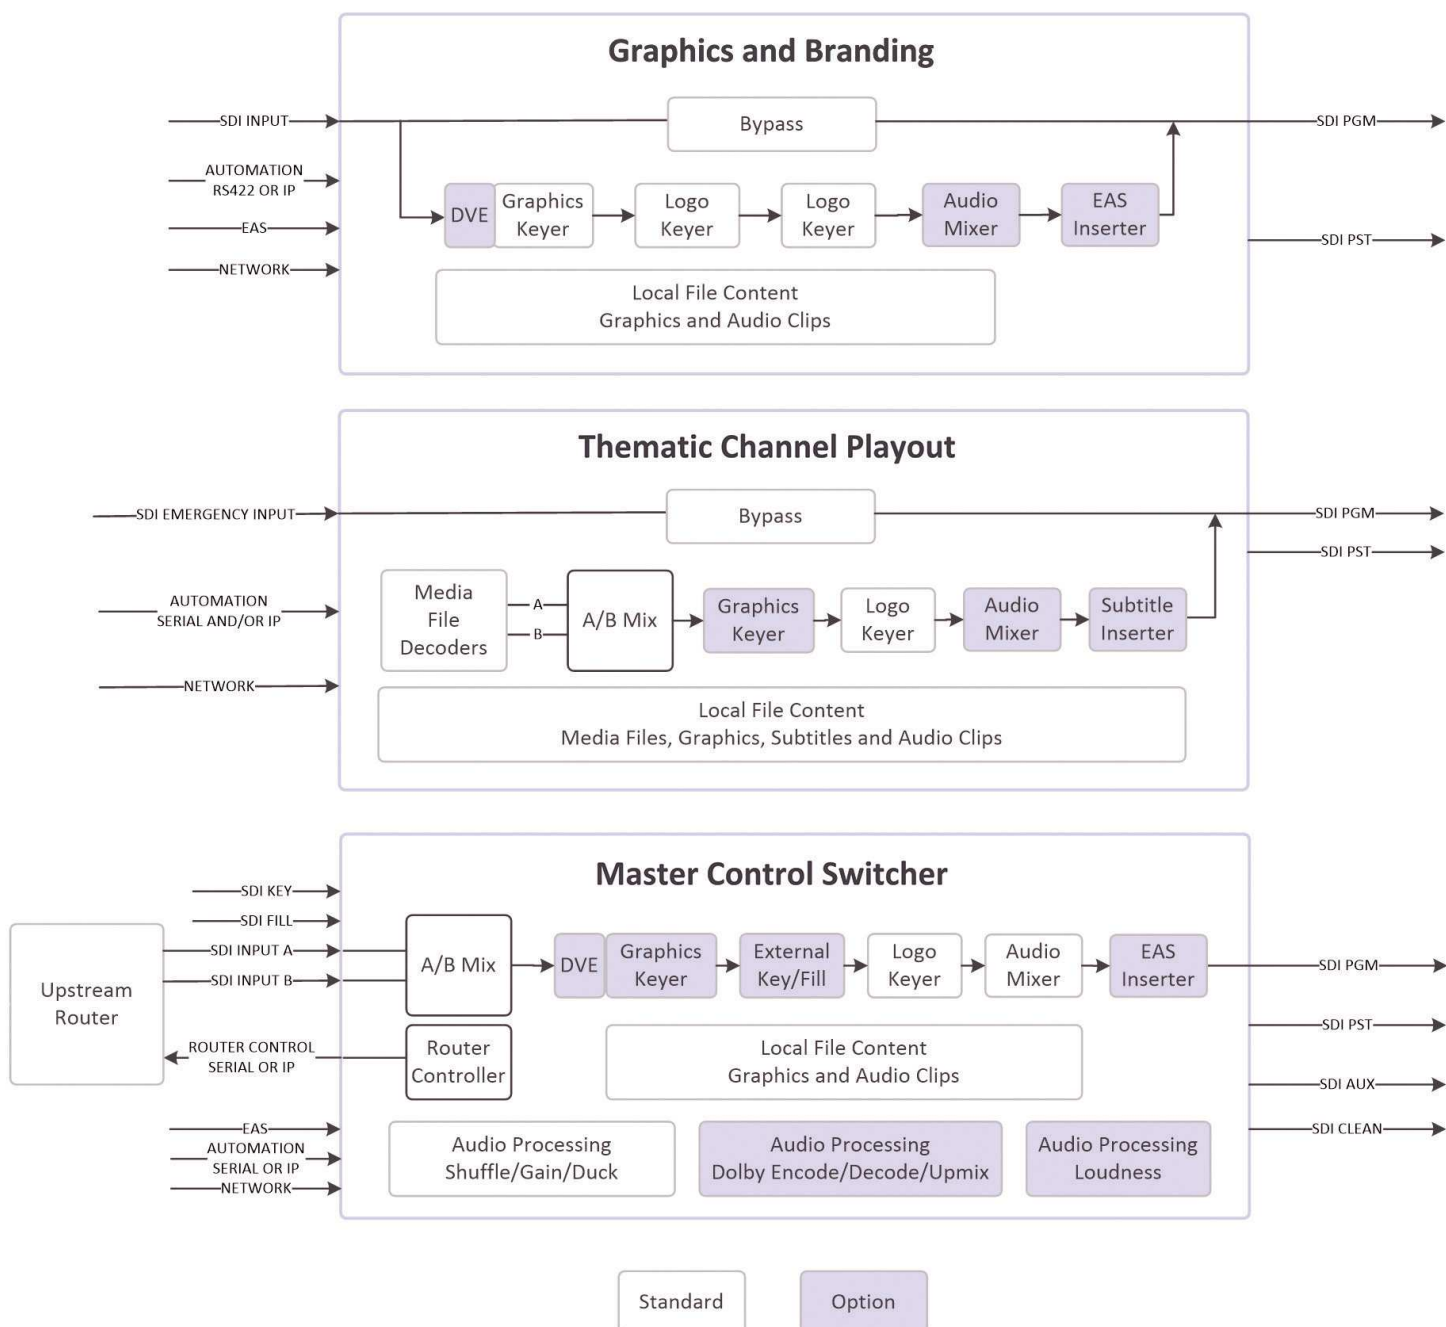 Graphics and Branding
SDI INPUT
Bypass
SDI PGM
AUTOMATION
RS422 OR IP
DVE
Graphics
Keyer
Logo
Keyer
Logo
Keyer
Audio
Mixer
EAS
Inserter
EAS
SDI PST
NETWORK
Local File Content
Graphics and Audio Clips
Thematic Channel Playout
SDI EMERGENCY INPUT
Bypass
SDI PGM
SDI PST
AUTOMATION
SERIAL AND/OR IP
Media
File
Decoders
A
B
A/B Mix
Graphics
Keyer
Logo
Keyer
Audio
Mixer
Subtitle
Inserter
NETWORK
Local File Content
Media Files, Graphics, Subtitles and Audio Clips
Master Control Switcher
SDI KEY
SDI FILL
SDI INPUT A
SDI INPUT B
Upstream
Router
A/B Mix
DVE
Graphics
Keyer
External
Key/Fill
Logo
Keyer
Audio
Mixer
EAS
Inserter
SDI PGM
ROUTER CONTROL
SERIAL OR IP
Router
Controller
Local File Content
Graphics and Audio Clips
SDI PST
SDI AUX
SDI CLEAN
EAS
AUTOMATION
SERIAL OR IP
NETWORK
Audio Processing
Shuffle/Gain/Duck
Audio Processing
Dolby Encode/Decode/Upmix
Audio Processing
Loudness
Standard
Option